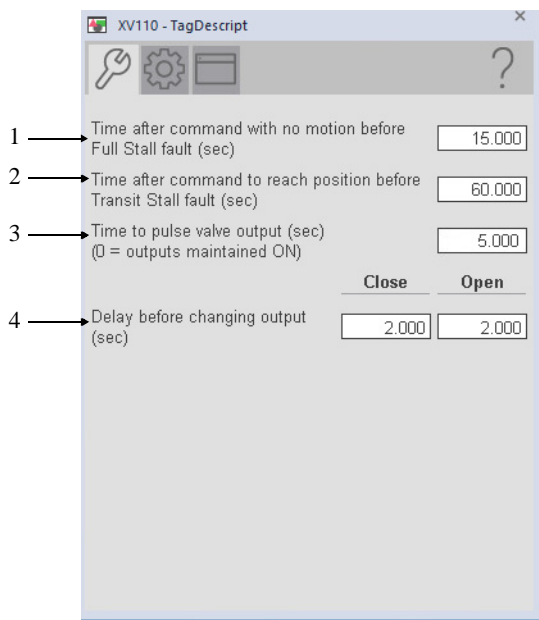 XV110 - TagDescript
×
?
1
Time after command with no motion before
Full Stall fault (sec)
15.000
2
Time after command to reach position before
Transit Stall fault (sec)
60.000
3
Time to pulse valve output (sec)
(0 = outputs maintained ON)
5.000
Close Open
4
Delay before changing output
(sec)
2.000 2.000